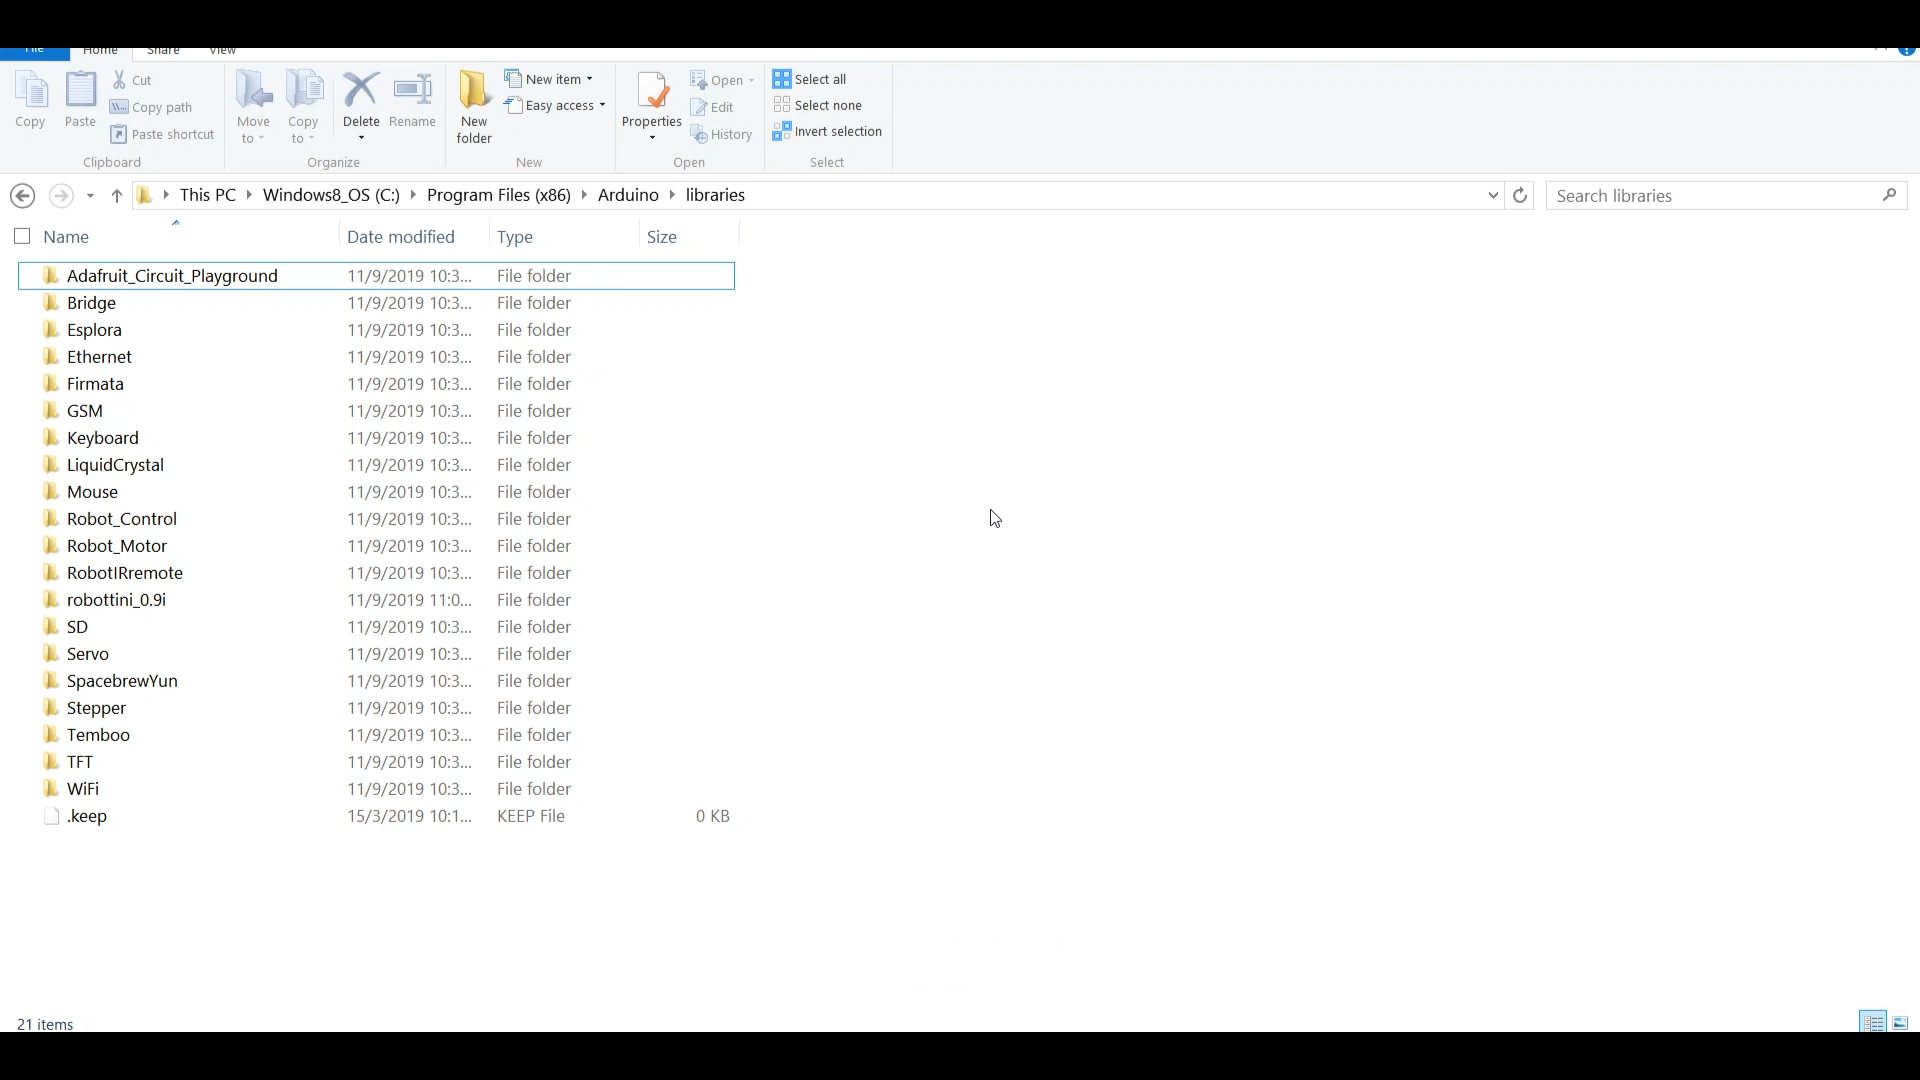 File Home Share View
Copy Paste Cut Copy path Paste shortcut Clipboard
Move to Copy to Delete Rename Organize
New folder New item Easy access New
Properties Open Edit History Open
Select all Select none Invert selection Select
This PC Windows8_OS (C:) Program Files (x86) Arduino libraries Search libraries
Name Date modified Type Size
Adafruit_Circuit_Playground 11/9/2019 10:3... File folder
Bridge 11/9/2019 10:3... File folder
Esplora 11/9/2019 10:3... File folder
Ethernet 11/9/2019 10:3... File folder
Firmata 11/9/2019 10:3... File folder
GSM 11/9/2019 10:3... File folder
Keyboard 11/9/2019 10:3... File folder
LiquidCrystal 11/9/2019 10:3... File folder
Mouse 11/9/2019 10:3... File folder
Robot_Control 11/9/2019 10:3... File folder
Robot_Motor 11/9/2019 10:3... File folder
RobotIRremote 11/9/2019 10:3... File folder
robottini_0.9i 11/9/2019 11:0... File folder
SD 11/9/2019 10:3... File folder
Servo 11/9/2019 10:3... File folder
SpacebrewYun 11/9/2019 10:3... File folder
Stepper 11/9/2019 10:3... File folder
Temboo 11/9/2019 10:3... File folder
TFT 11/9/2019 10:3... File folder
WiFi 11/9/2019 10:3... File folder
.keep 15/3/2019 10:1... KEEP File 0 KB
21 items